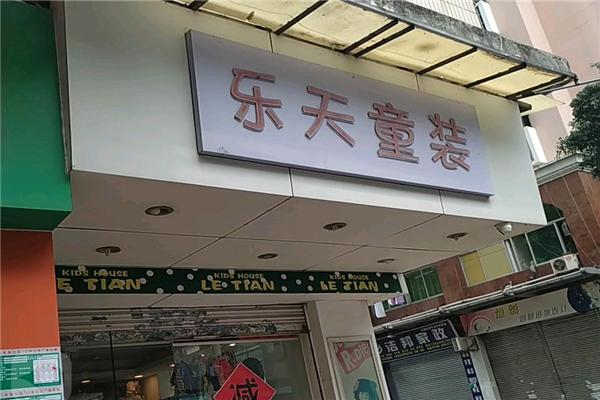 乐天童装
KIDS HOUSE
LE TIAN
KIDS HOUSE
LE TIAN
KIDS HOUSE
LE TIAN
洁邦家政
减